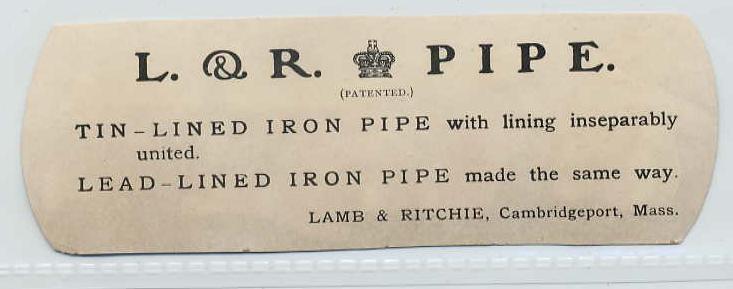 L. & R. PIPE.
(PATENTED.)
TIN-LINED IRON PIPE with lining inseparably
united.
LEAD-LINED IRON PIPE made the same way.
LAMB & RITCHIE, Cambridgeport, Mass.